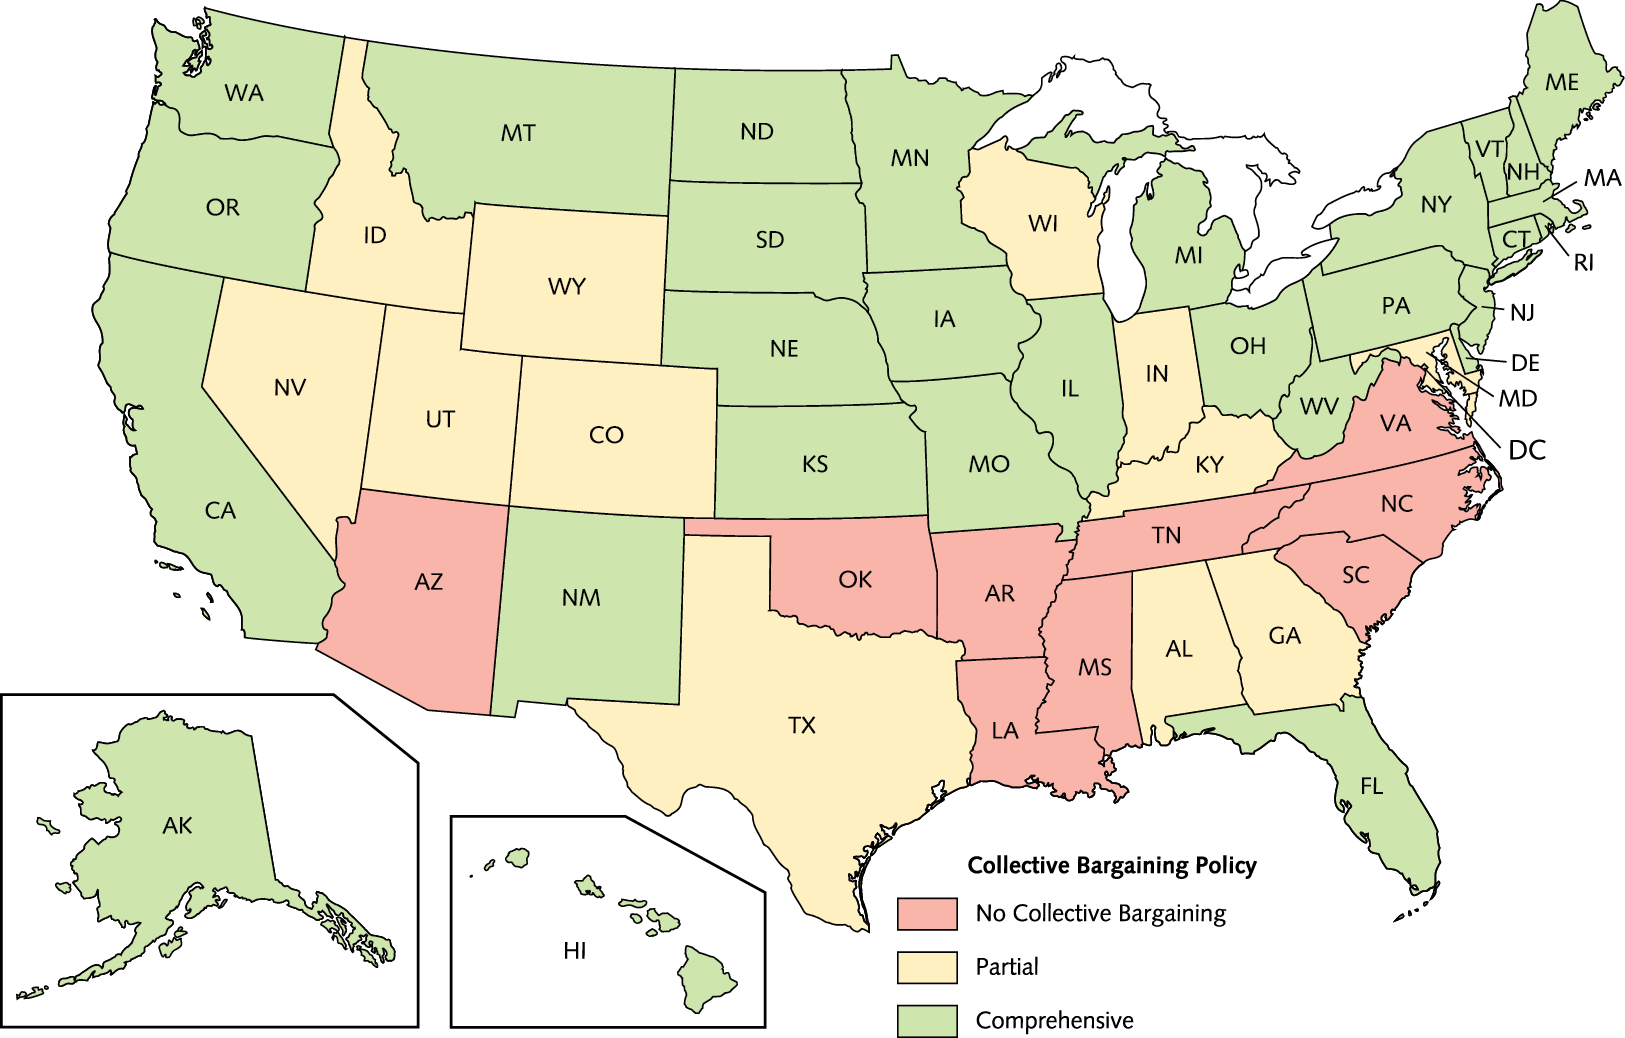 WA
MT
ND
MN
ME
VT
NH
MA
OR
ID
SD
WI
NY
MI
CT
RI
WY
IA
PA
NJ
NE
OH
DE
NV
UT
CO
IL
IN
WV
MD
VA
DC
KS
MO
KY
CA
NC
TN
AZ
NM
OK
AR
SC
MS
AL
GA
TX
LA
FL
AK
HI
Collective Bargaining Policy
No Collective Bargaining
Partial
Comprehensive